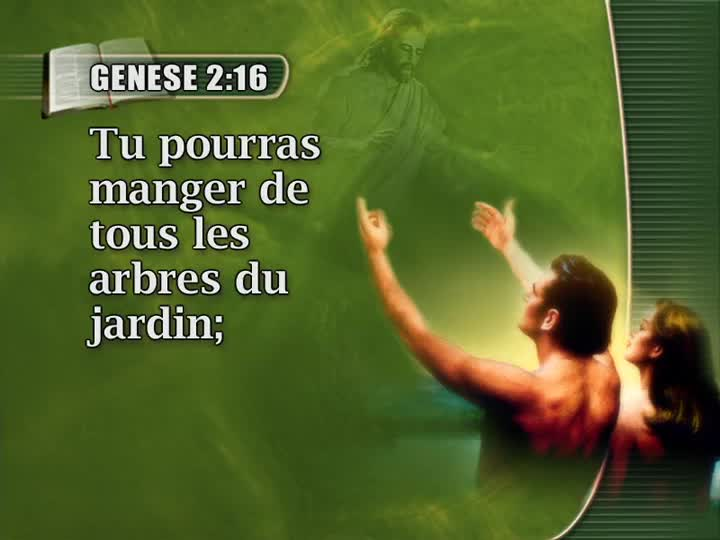 GENESE 2:16
Tu pourras
manger de
tous les
arbres du
jardin;